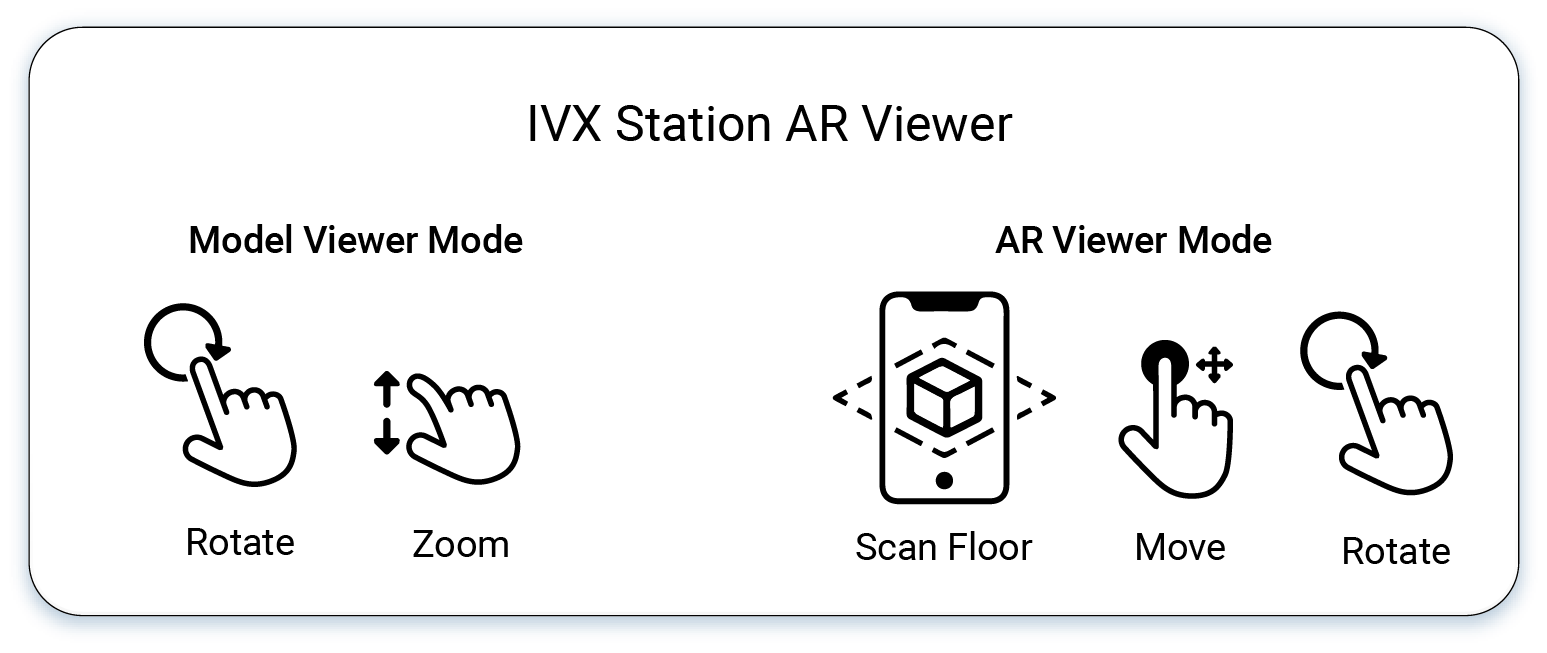 IVX Station AR Viewer
Model Viewer Mode
Rotate
Zoom
AR Viewer Mode
Scan Floor
Move
Rotate